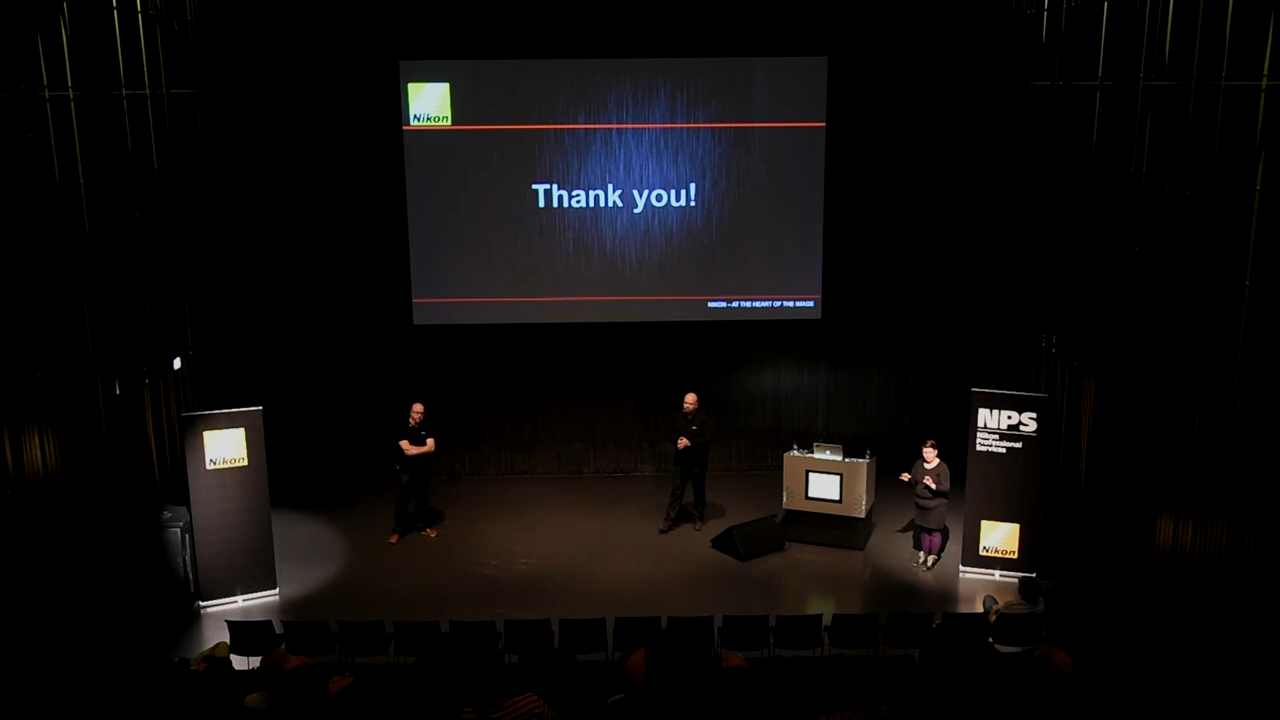 Nikon
Thank you!
NIKON – AT THE HEART OF THE IMAGE
Nikon
NPS
Nikon
Professional
Services
Nikon